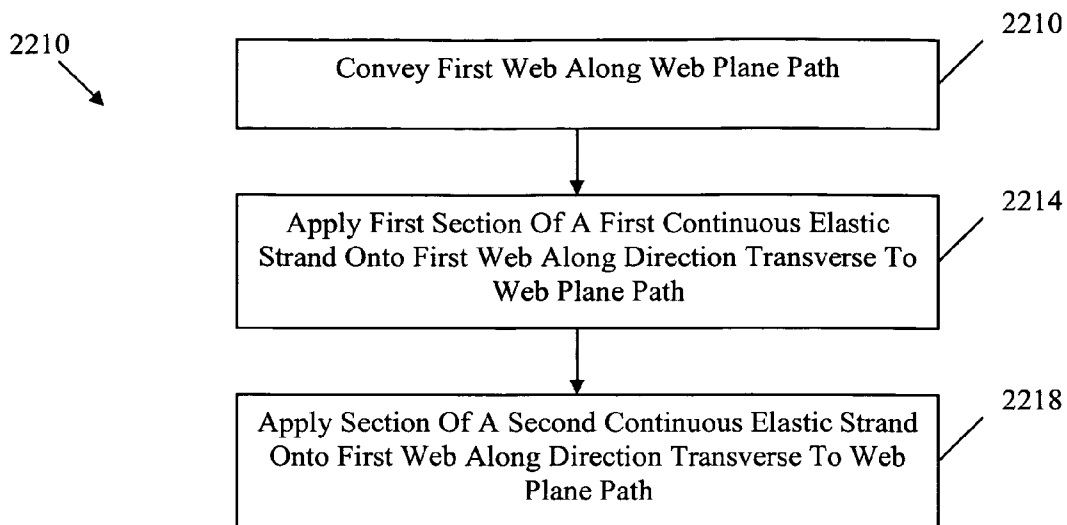 2210
2210
Convey First Web Along Web Plane Path
2214
Apply First Section Of A First Continuous Elastic
Strand Onto First Web Along Direction Transverse To
Web Plane Path
2218
Apply Section Of A Second Continuous Elastic Strand
Onto First Web Along Direction Transverse To Web
Plane Path